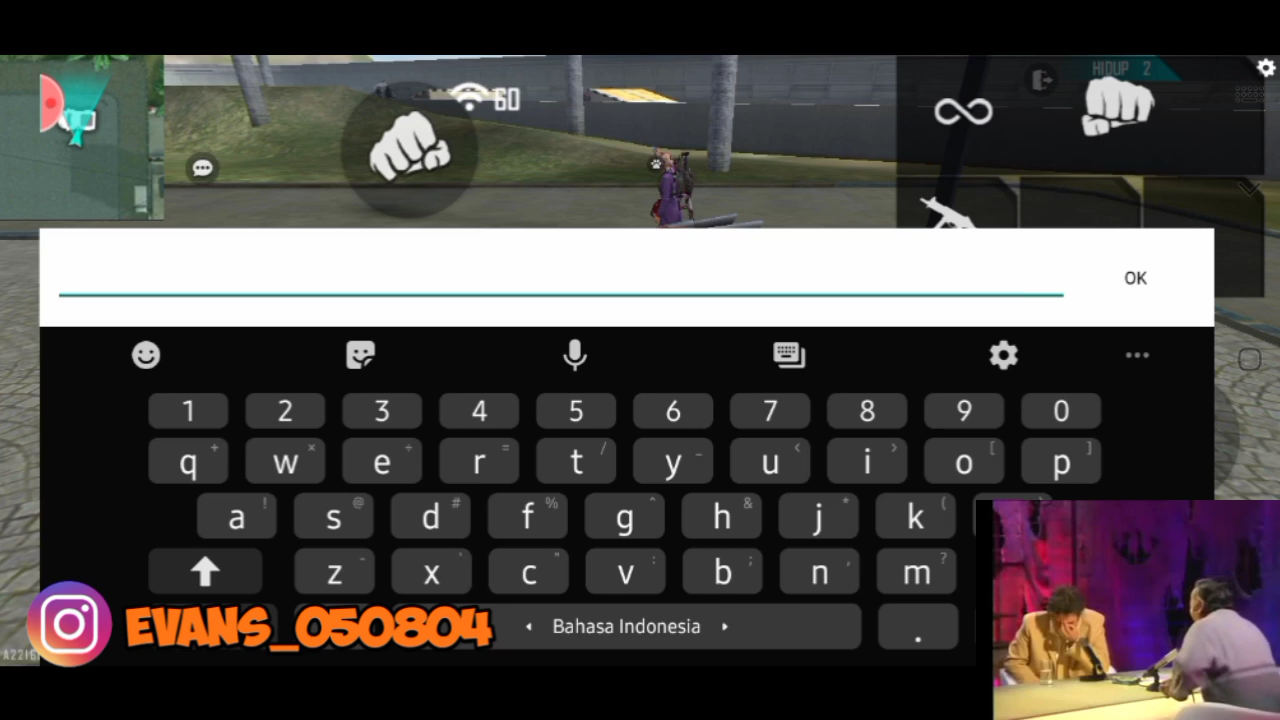 HIDUP 2
60
OK
1 2 3 4 5 6 7 8 9 0
q w e r t y u i o p
a s d f g h j k
z x c v b n m
EVANS_050804
Bahasa Indonesia
.